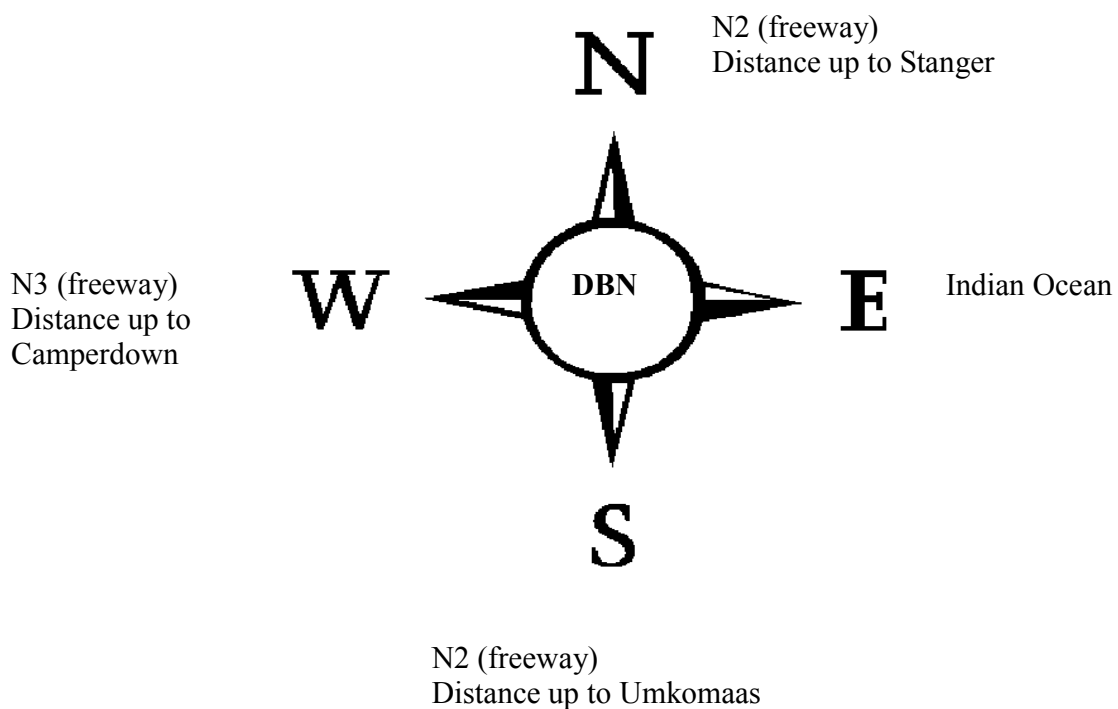 N
N2 (freeway)
Distance up to Stanger
N3 (freeway)
Distance up to
Camperdown
W
DBN
E
Indian Ocean
S
N2 (freeway)
Distance up to Umkomaas